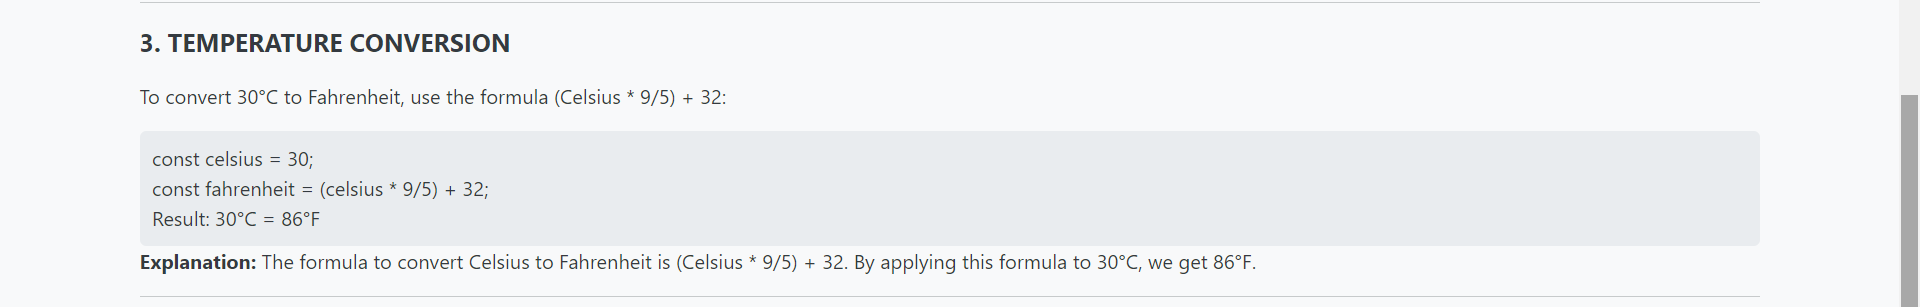 3. TEMPERATURE CONVERSION
To convert 30°C to Fahrenheit, use the formula (Celsius * 9/5) + 32:
const celsius = 30;
const fahrenheit = (celsius * 9/5) + 32;
Result: 30°C = 86°F
Explanation: The formula to convert Celsius to Fahrenheit is (Celsius * 9/5) + 32. By applying this formula to 30°C, we get 86°F.